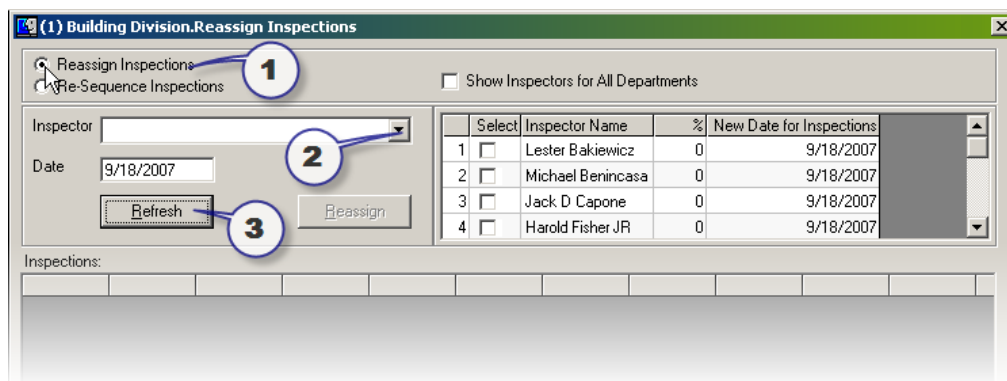 (1) Building Division.Reassign Inspections
Reassign Inspections
1
Re-Sequence Inspections
Show Inspectors for All Departments
Inspector
2
Date 9/18/2007
Refresh
3
Reassign
Select Inspector Name % New Date for Inspections
1 Lester Bakiewicz 0 9/18/2007
2 Michael Benincasa 0 9/18/2007
3 Jack D Capone 0 9/18/2007
4 Harold Fisher JR 0 9/18/2007
Inspections: